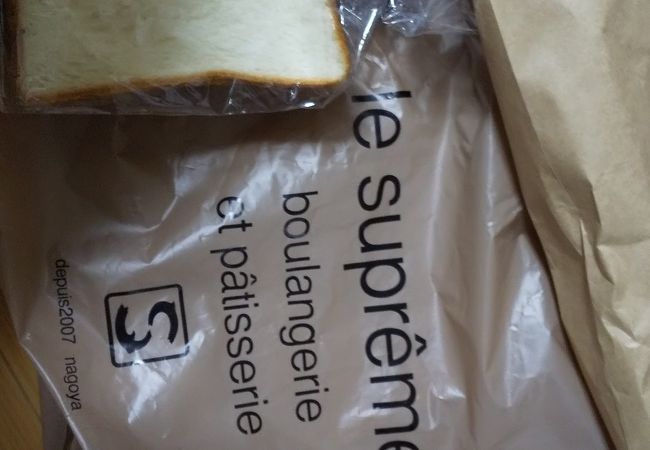 le suprême
boulangerie
et pâtisserie
S
depuis2007 nagoya